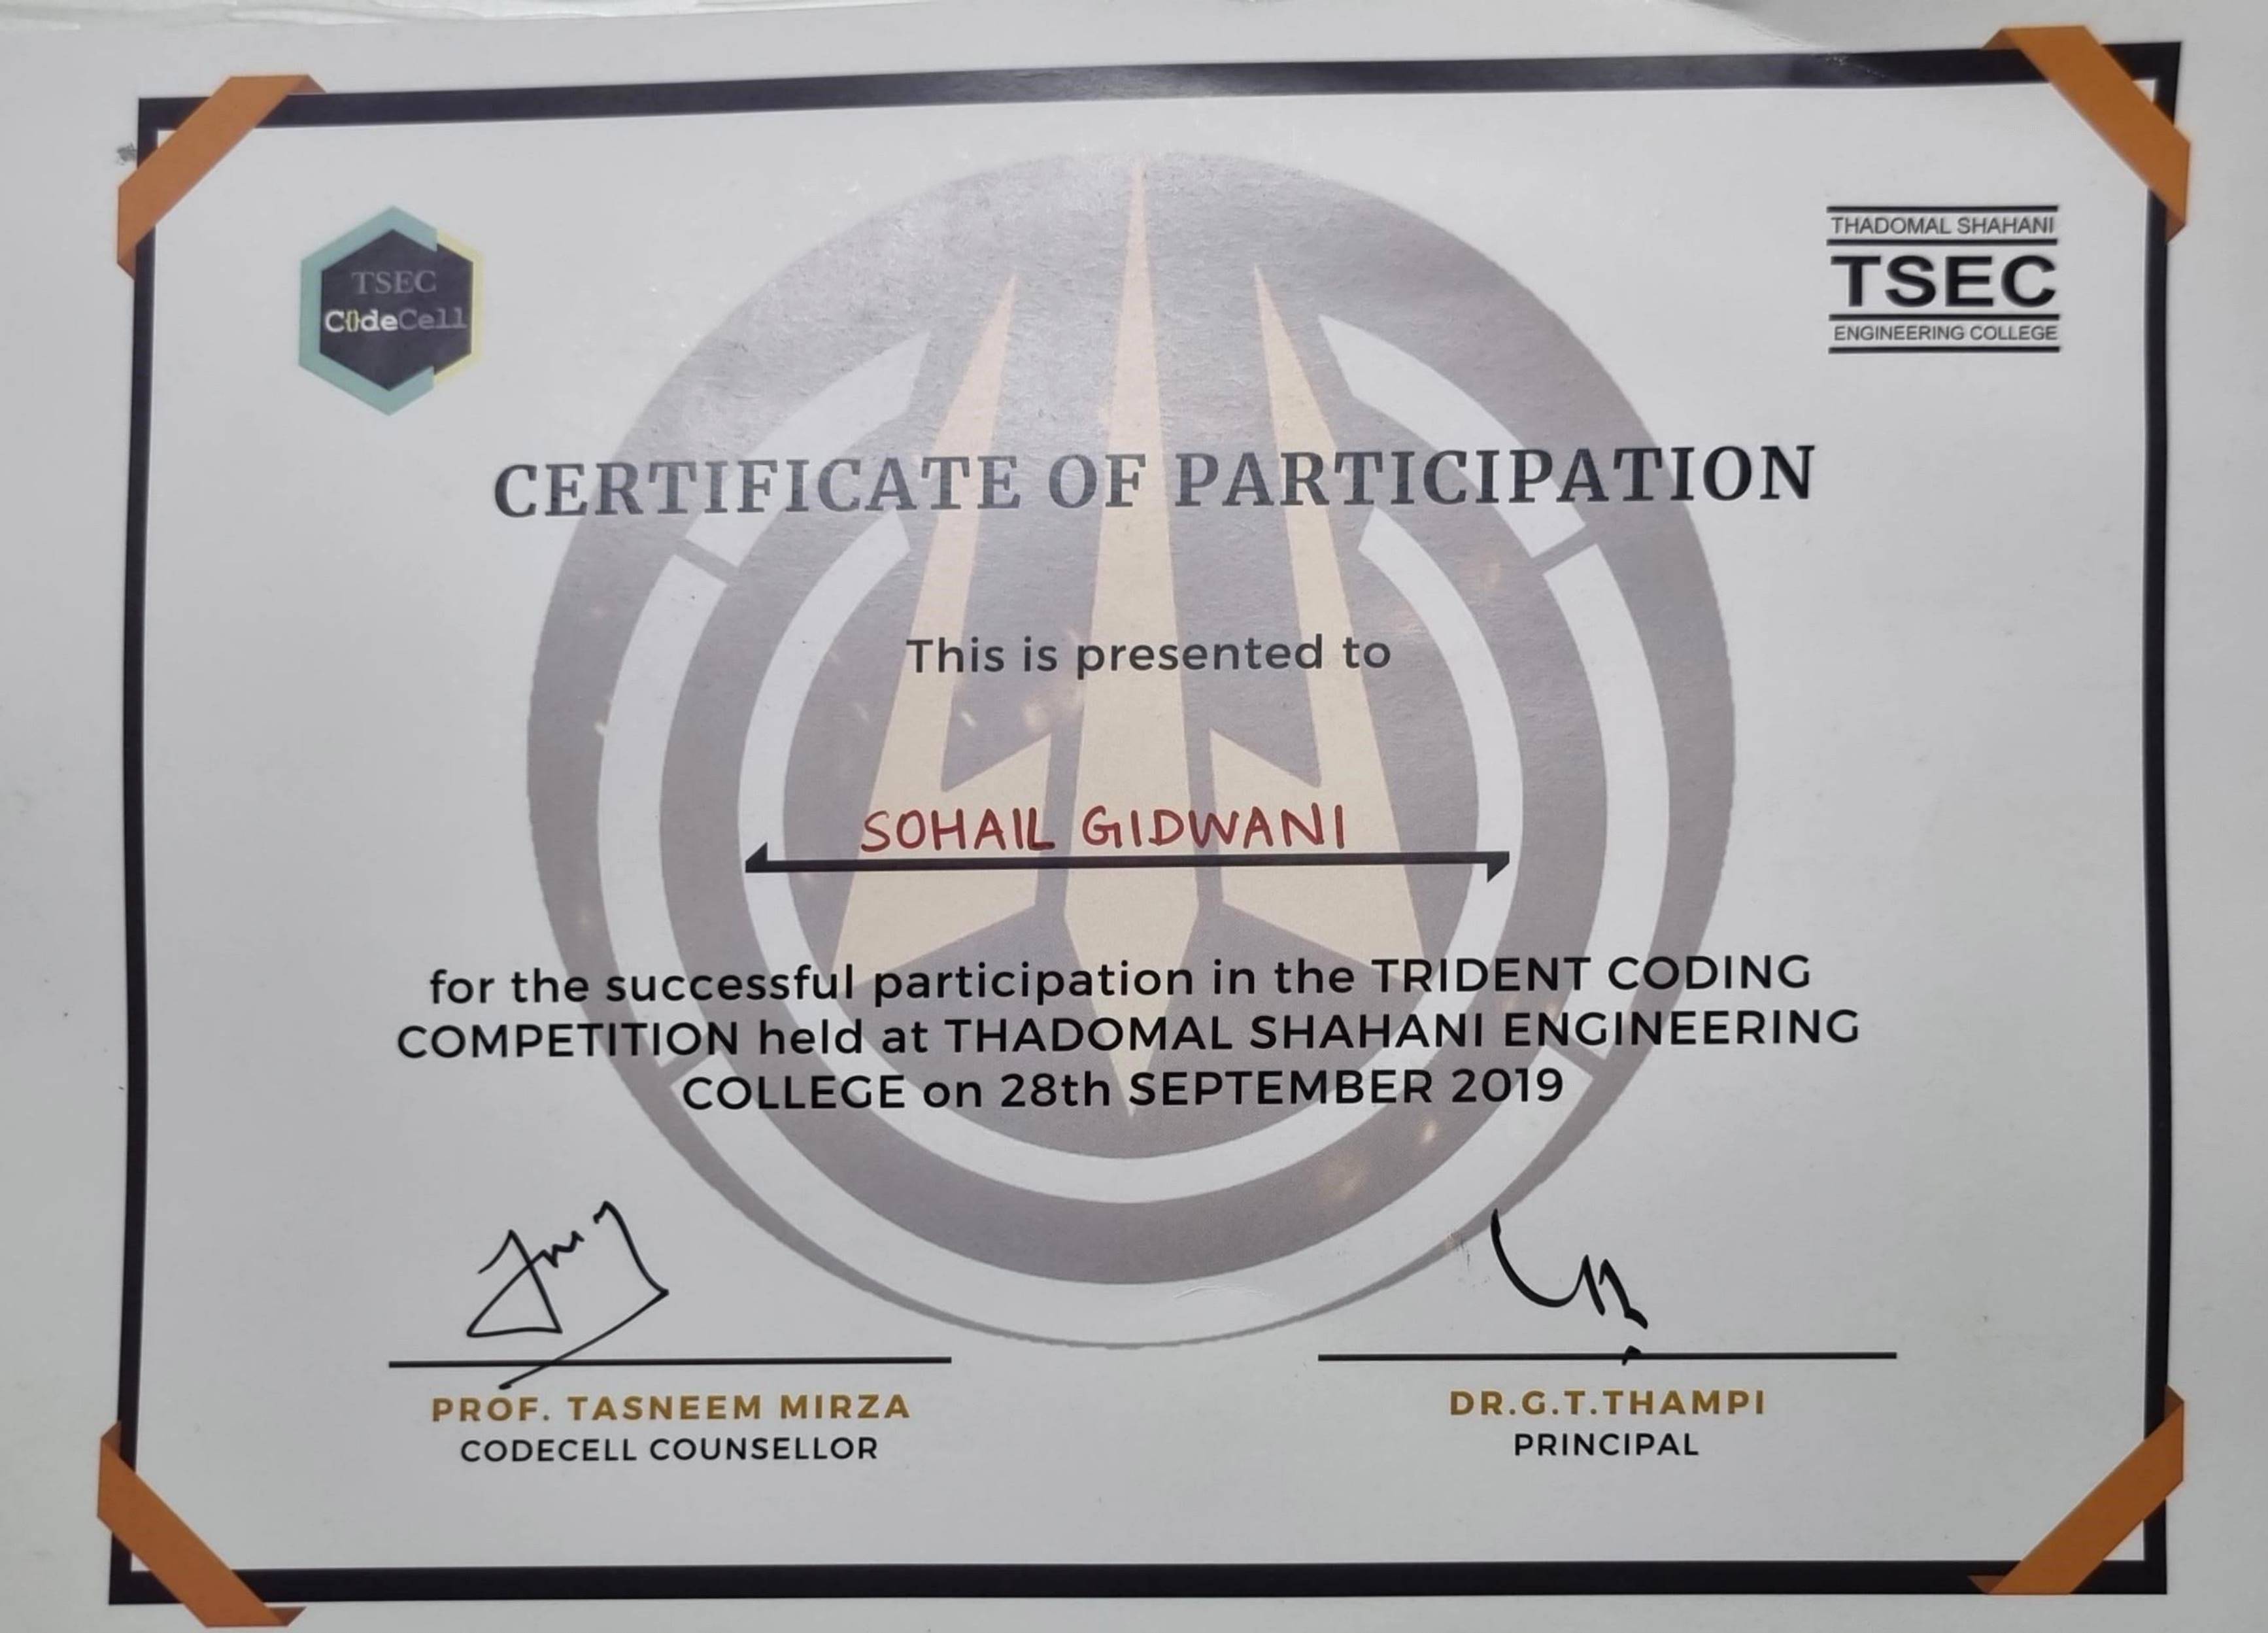 TSEC
CodeCell
THADOMAL SHAHANI
TSEC
ENGINEERING COLLEGE
CERTIFICATE OF PARTICIPATION
This is presented to
SOHAIL GIDWANI
for the successful participation in the TRIDENT CODING
COMPETITION held at THADOMAL SHAHANI ENGINEERING
COLLEGE on 28th SEPTEMBER 2019
PROF. TASNEEM MIRZA
CODECELL COUNSELLOR
DR.G.T.THAMPI
PRINCIPAL